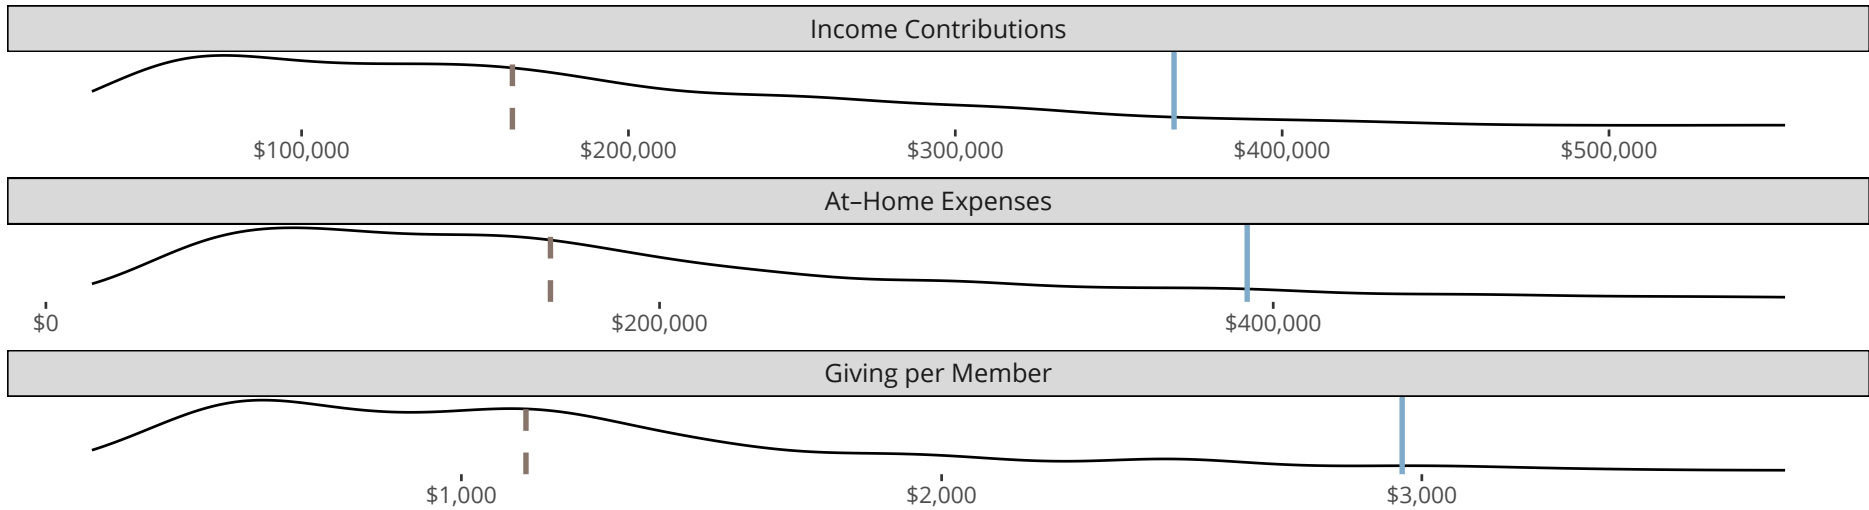 Income Contributions
$100,000 $200,000 $300,000 $400,000 $500,000
At–Home Expenses
$0 $200,000 $400,000
Giving per Member
$1,000 $2,000 $3,000